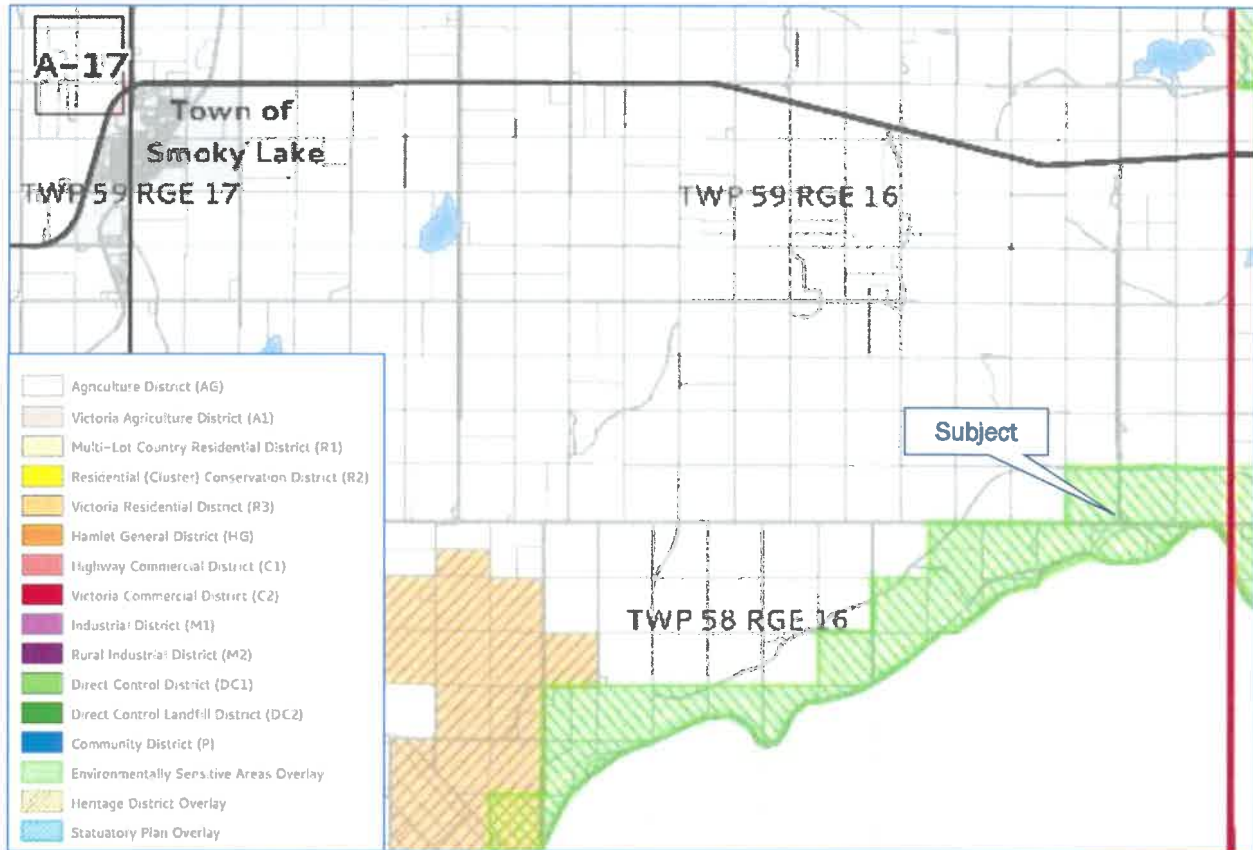 A-17
Town of
Smoky Lake
TWP 59 RGE 17
TWP 59 RGE 16
Subject
TWP 58 RGE 16
Agriculture District (AG)
Victoria Agriculture District (A1)
Multi-Lot Country Residential District (R1)
Residential (Cluster) Conservation District (R2)
Victoria Residential District (R3)
Hamlet General District (HG)
Highway Commercial District (C1)
Victoria Commercial District (C2)
Industrial District (M1)
Rural Industrial District (M2)
Direct Control District (DC1)
Direct Control Landfill District (DC2)
Community District (P)
Environmentally Sensitive Areas Overlay
Heritage District Overlay
Statuatory Plan Overlay